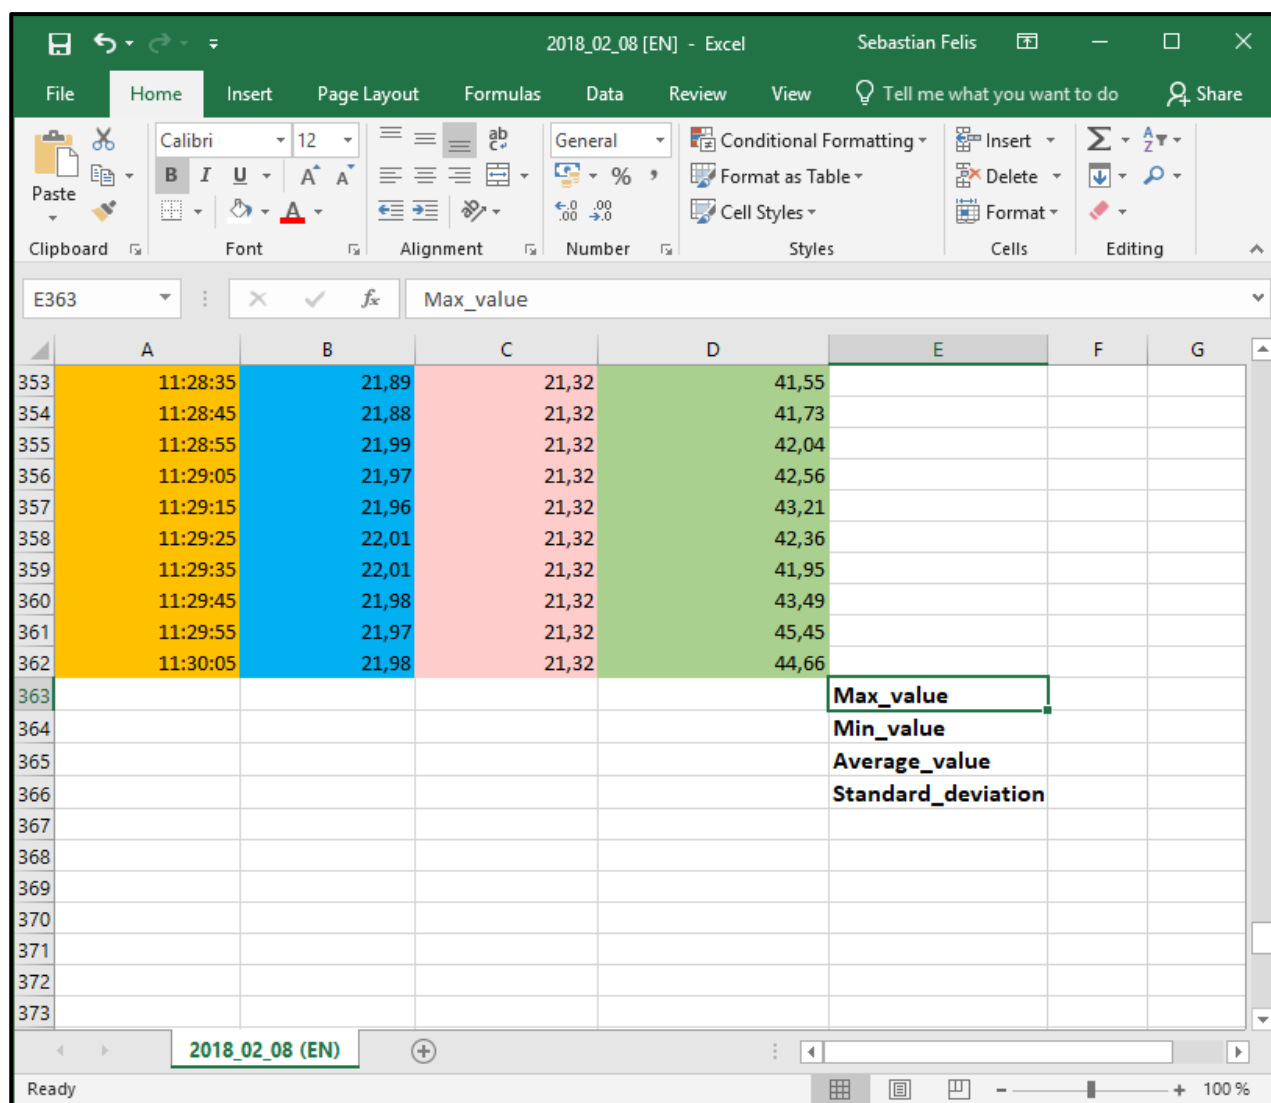 2018_02_08 [EN] - Excel Sebastian Felis
File Home Insert Page Layout Formulas Data Review View Tell me what you want to do Share
Paste
Calibri 12
B I U A A
A
ab
c
General
% ,
,0 ,00
,00 ,0
Conditional Formatting
Format as Table
Cell Styles
Insert
Delete
Format
Σ A
Z
Clipboard Font Alignment Number Styles Cells Editing
E363 fx Max_value
A B C D E F G
353 11:28:35 21,89 21,32 41,55
354 11:28:45 21,88 21,32 41,73
355 11:28:55 21,99 21,32 42,04
356 11:29:05 21,97 21,32 42,56
357 11:29:15 21,96 21,32 43,21
358 11:29:25 22,01 21,32 42,36
359 11:29:35 22,01 21,32 41,95
360 11:29:45 21,98 21,32 43,49
361 11:29:55 21,97 21,32 45,45
362 11:30:05 21,98 21,32 44,66
363 Max_value
364 Min_value
365 Average_value
366 Standard_deviation
367
368
369
370
371
372
373
2018_02_08 (EN)
Ready 100 %